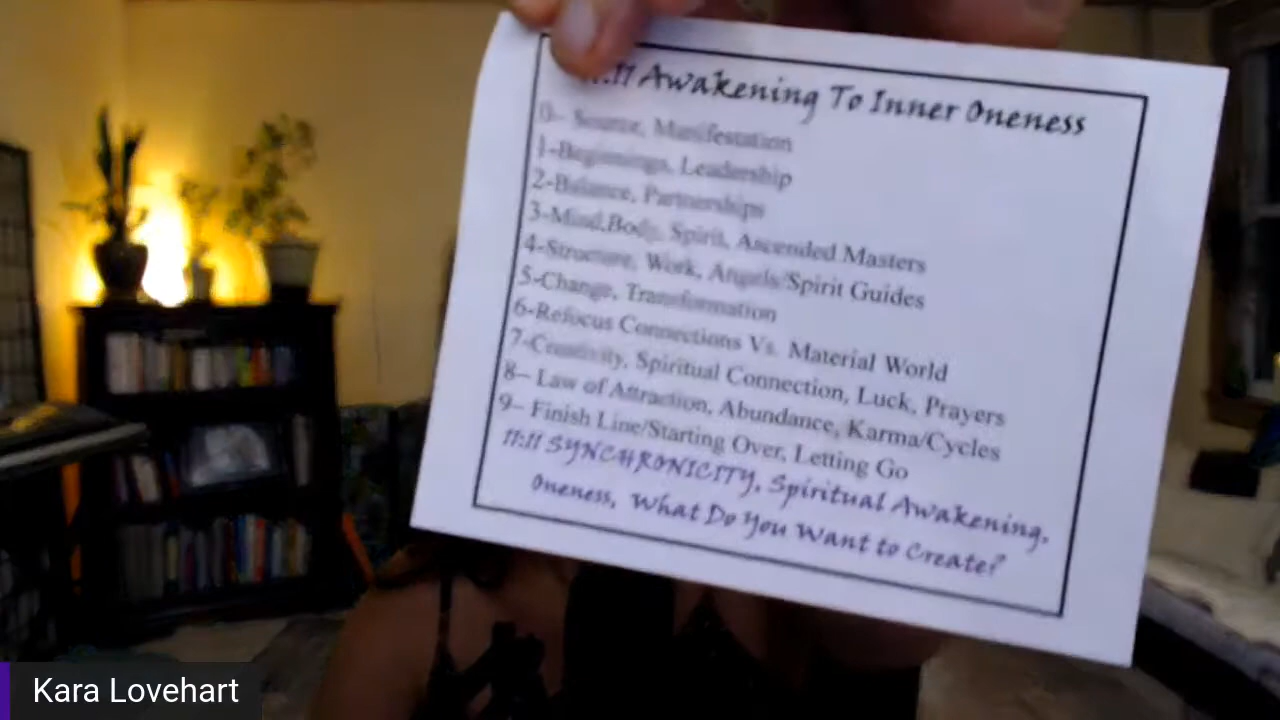 11:11 Awakening To Inner Oneness
0– Source, Manifestation
1-Beginnings, Leadership
2-Balance, Partnerships
3-Mind,Body, Spirit, Ascended Masters
4-Structure, Work, Angels/Spirit Guides
5-Change, Transformation
6-Refocus Connections Vs. Material World
7-Creativity, Spiritual Connection, Luck, Prayers
8– Law of Attraction, Abundance, Karma/Cycles
9– Finish Line/Starting Over, Letting Go
11:11 SYNCHRONICITY, Spiritual Awakening,
Oneness, What Do You Want to Create?
Kara Lovehart